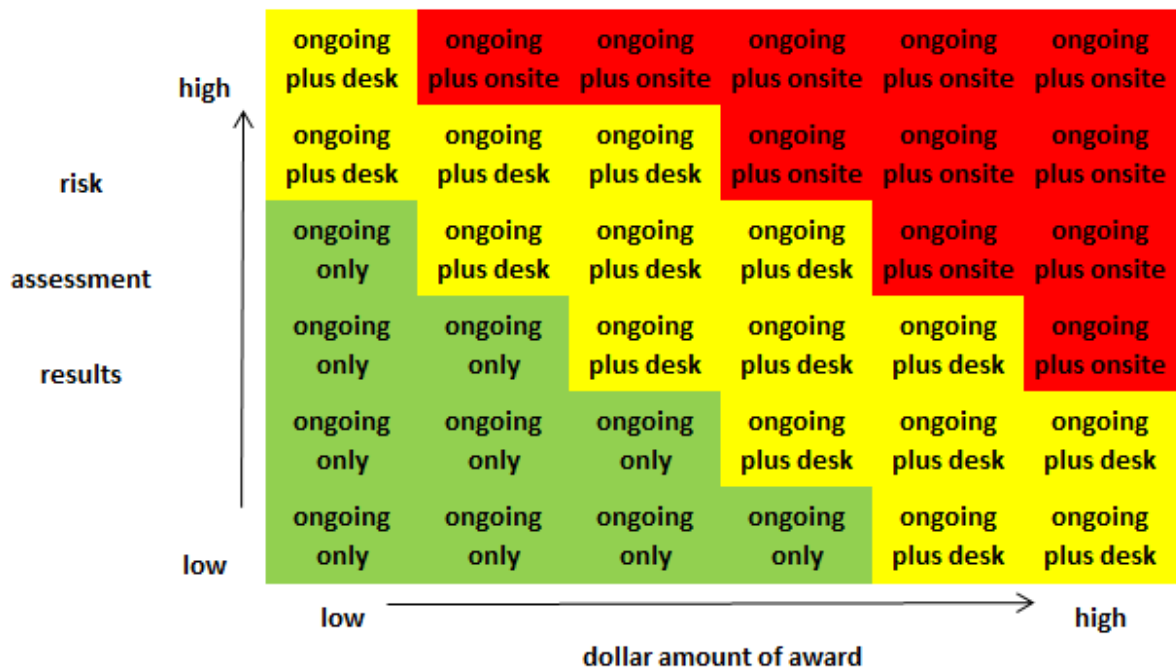 ongoing ongoing ongoing ongoing ongoing ongoing
plus desk plus onsite plus onsite plus onsite plus onsite plus onsite
high
ongoing ongoing ongoing ongoing ongoing ongoing
plus desk plus desk plus desk plus onsite plus onsite plus onsite
risk
ongoing ongoing ongoing ongoing ongoing ongoing
only plus desk plus desk plus desk plus onsite plus onsite
assessment
ongoing ongoing ongoing ongoing ongoing ongoing
only only plus desk plus desk plus desk plus onsite
results
ongoing ongoing ongoing ongoing ongoing ongoing
only only only plus desk plus desk plus desk
ongoing ongoing ongoing ongoing ongoing ongoing
only only only only plus desk plus desk
low
low high
dollar amount of award